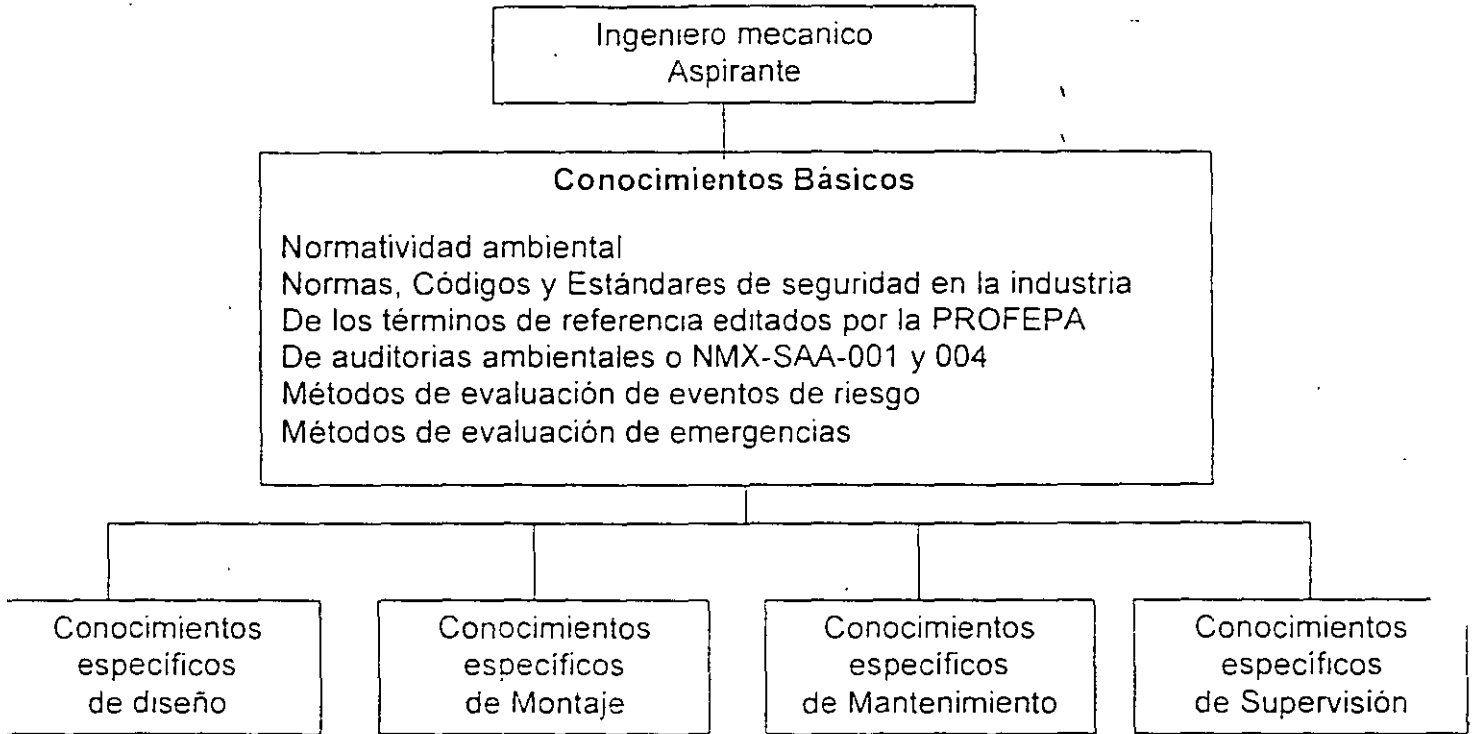 Ingeniero mecanico
Aspirante
Conocimientos Básicos
Normatividad ambiental
Normas, Códigos y Estándares de seguridad en la industria
De los términos de referencia editados por la PROFEPA
De auditorias ambientales o NMX-SAA-001 y 004
Métodos de evaluación de eventos de riesgo
Métodos de evaluación de emergencias
Conocimientos
específicos
de diseño
Conocimientos
específicos
de Montaje
Conocimientos
específicos
de Mantenimiento
Conocimientos
específicos
de Supervisión